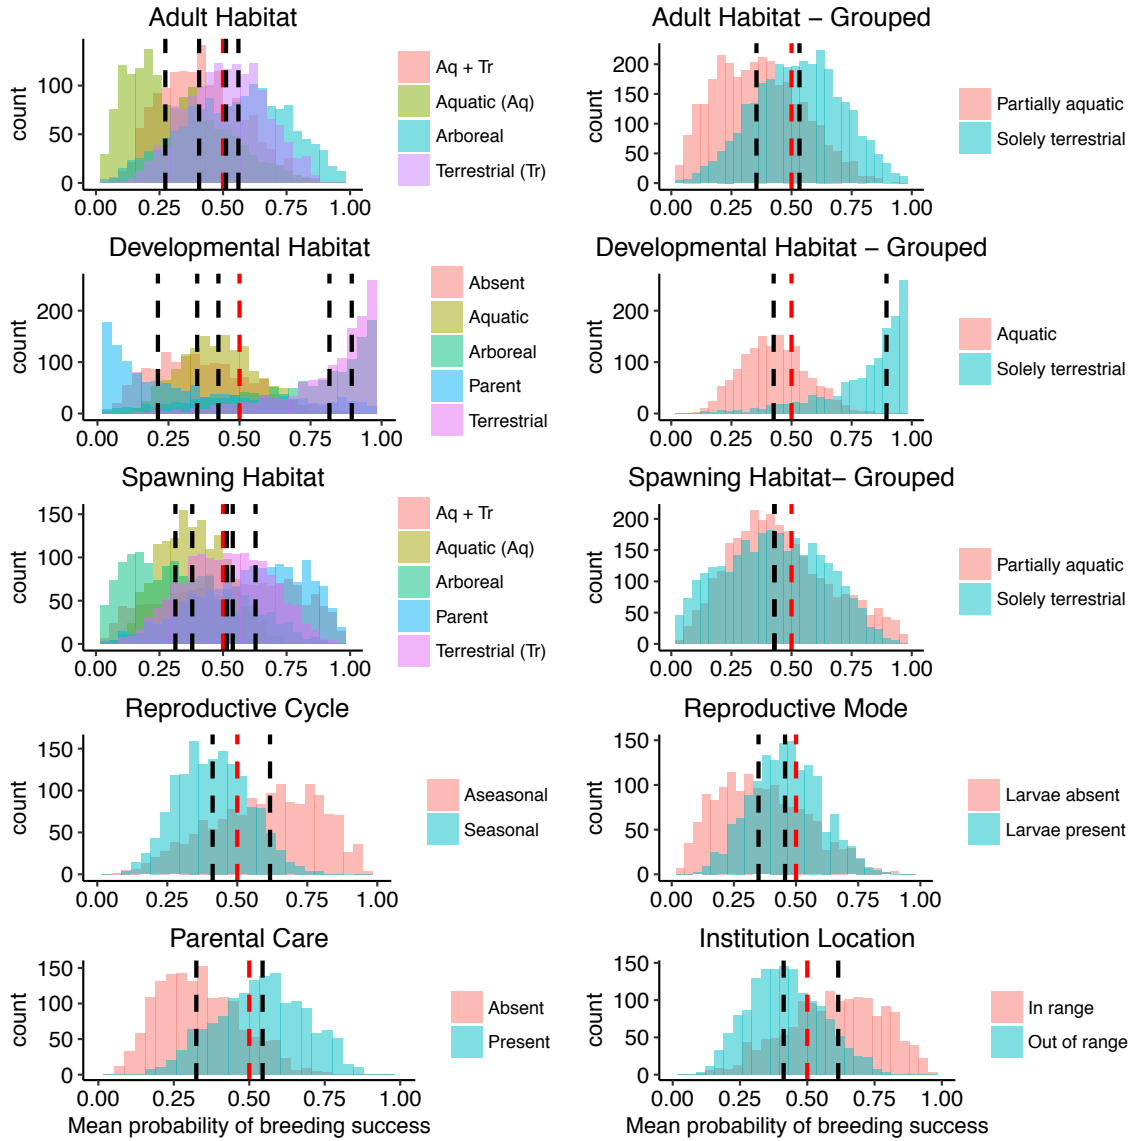 Adult Habitat
count
100
50
0
0.00 0.25 0.50 0.75 1.00
Aq + Tr
Aquatic (Aq)
Arboreal
Terrestrial (Tr)
Adult Habitat − Grouped
count
200
150
100
50
0
0.00 0.25 0.50 0.75 1.00
Partially aquatic
Solely terrestrial
Developmental Habitat
count
200
100
0
0.00 0.25 0.50 0.75 1.00
Absent
Aquatic
Arboreal
Parent
Terrestrial
Developmental Habitat − Grouped
count
200
100
0
0.00 0.25 0.50 0.75 1.00
Aquatic
Solely terrestrial
Spawning Habitat
count
150
100
50
0
0.00 0.25 0.50 0.75 1.00
Aq + Tr
Aquatic (Aq)
Arboreal
Parent
Terrestrial (Tr)
Spawning Habitat− Grouped
count
200
150
100
50
0
0.00 0.25 0.50 0.75 1.00
Partially aquatic
Solely terrestrial
Reproductive Cycle
count
150
100
50
0
0.00 0.25 0.50 0.75 1.00
Aseasonal
Seasonal
Reproductive Mode
count
150
100
50
0
0.00 0.25 0.50 0.75 1.00
Larvae absent
Larvae present
Parental Care
count
150
100
50
0
0.00 0.25 0.50 0.75 1.00
Mean probability of breeding success
Absent
Present
Institution Location
count
150
100
50
0
0.00 0.25 0.50 0.75 1.00
Mean probability of breeding success
In range
Out of range